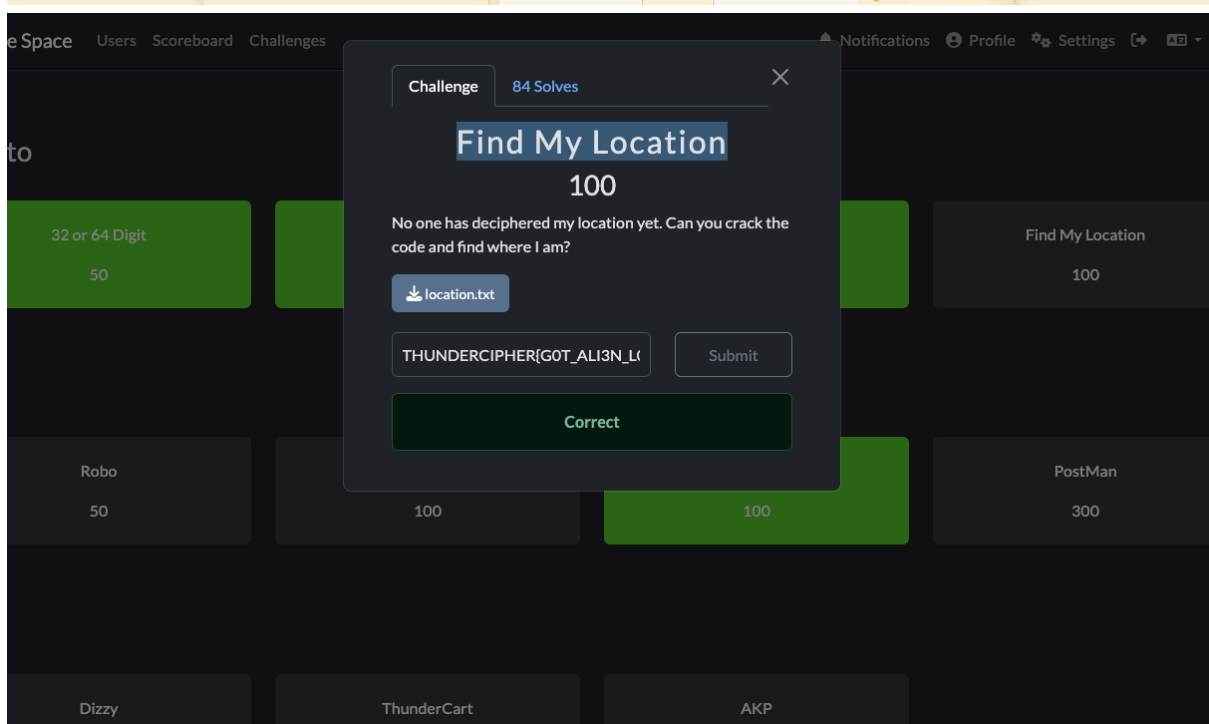 e Space Users Scoreboard Challenges Notifications Profile Settings
Challenge 84 Solves
Find My Location
100
No one has deciphered my location yet. Can you crack the
code and find where I am?
location.txt
THUNDERCIPHER{G0T_ALI3N_L
Submit
Correct
to
32 or 64 Digit
50
Find My Location
100
Robo
50
100
100
PostMan
300
Dizzy
ThunderCart
AKP